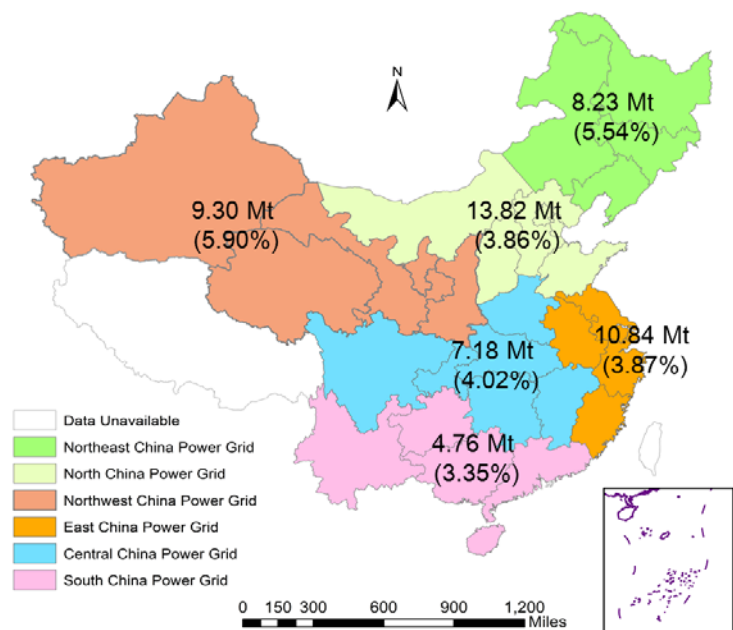 N
8.23 Mt
(5.54%)
9.30 Mt
(5.90%)
13.82 Mt
(3.86%)
10.84 Mt
(3.87%)
7.18 Mt
(4.02%)
4.76 Mt
(3.35%)
Data Unavailable
Northeast China Power Grid
North China Power Grid
Northwest China Power Grid
East China Power Grid
Central China Power Grid
South China Power Grid
0 150 300 600 900 1,200
Miles